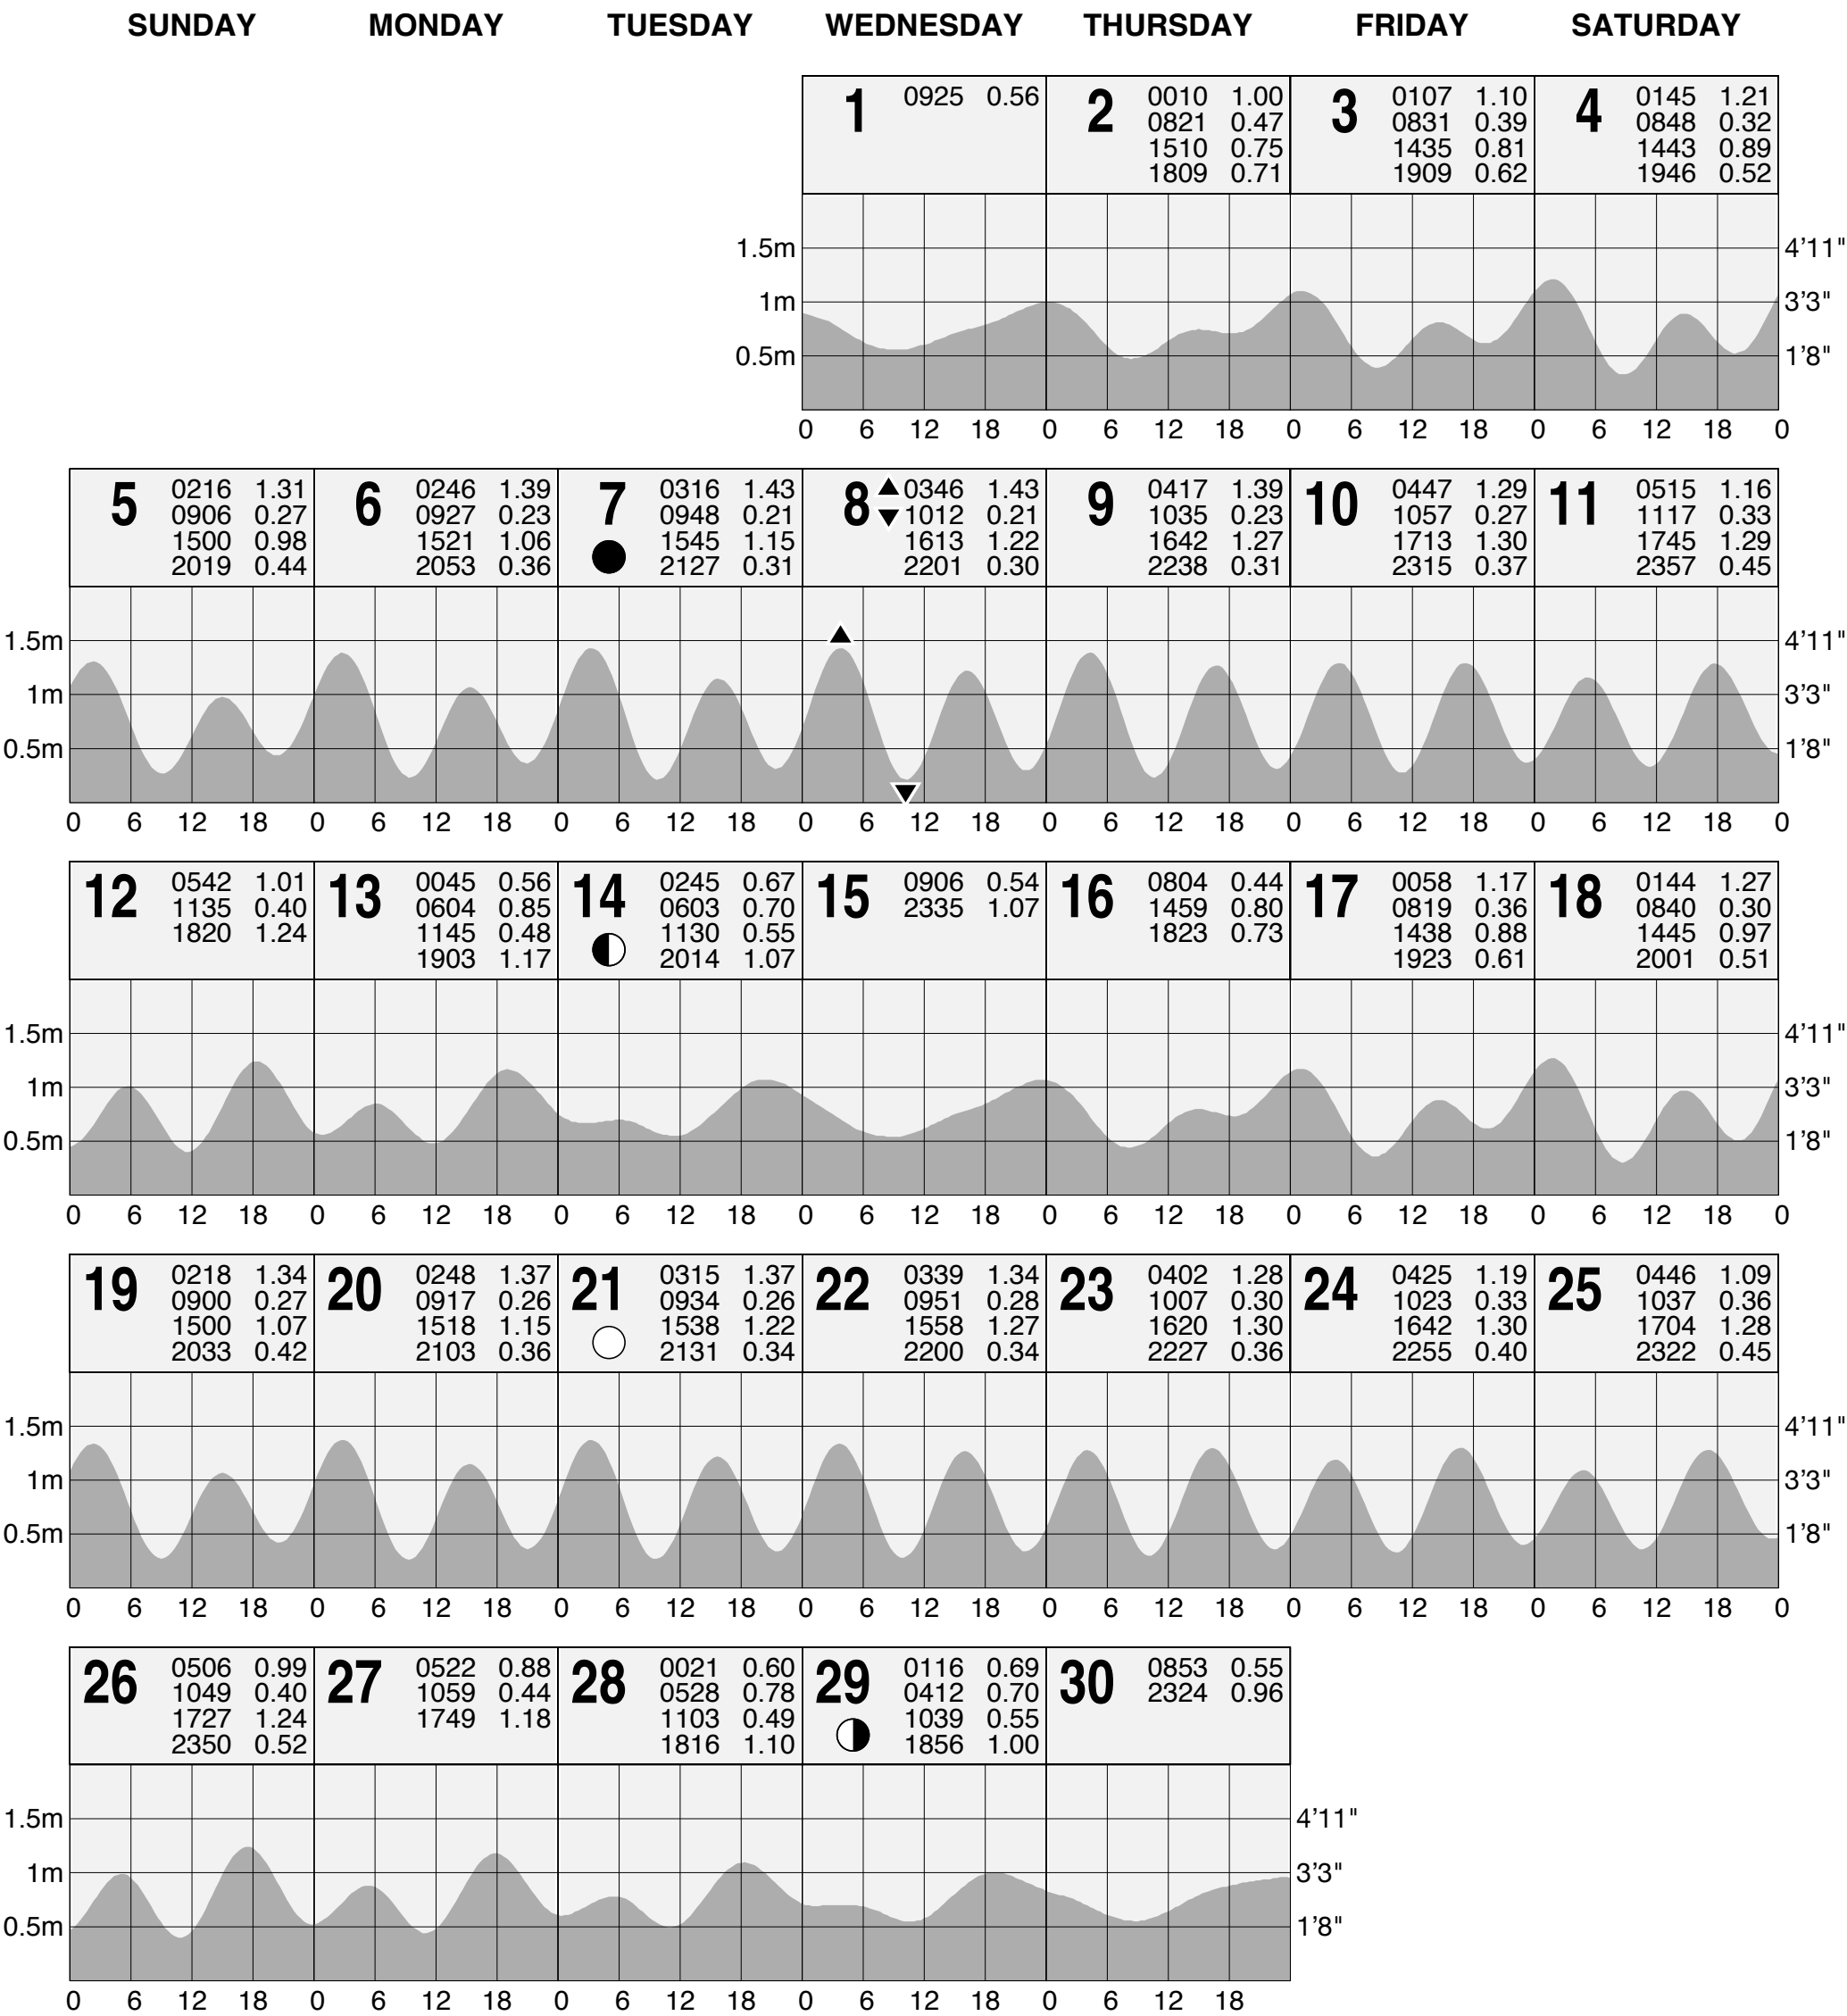 SUNDAY MONDAY TUESDAY WEDNESDAY THURSDAY FRIDAY SATURDAY
1 0925 0.56
2 0010 1.00
0821 0.47
1510 0.75
1809 0.71
3 0107 1.10
0831 0.39
1435 0.81
1909 0.62
4 0145 1.21
0848 0.32
1443 0.89
1946 0.52
1.5m 4'11"
1m 3'3"
0.5m 1'8"
0 6 12 18 0 6 12 18 0 6 12 18 0 6 12 18 0
5 0216 1.31
0906 0.27
1500 0.98
2019 0.44
6 0246 1.39
0927 0.23
1521 1.06
2053 0.36
7 0316 1.43
0948 0.21
1545 1.15
2127 0.31
8 0346 1.43
1012 0.21
1613 1.22
2201 0.30
9 0417 1.39
1035 0.23
1642 1.27
2238 0.31
10 0447 1.29
1057 0.27
1713 1.30
2315 0.37
11 0515 1.16
1117 0.33
1745 1.29
2357 0.45
1.5m 4'11"
1m 3'3"
0.5m 1'8"
0 6 12 18 0 6 12 18 0 6 12 18 0 6 12 18 0 6 12 18 0 6 12 18 0 6 12 18 0
12 0542 1.01
1135 0.40
1820 1.24
13 0045 0.56
0604 0.85
1145 0.48
1903 1.17
14 0245 0.67
0603 0.70
1130 0.55
2014 1.07
15 0906 0.54
2335 1.07
16 0804 0.44
1459 0.80
1823 0.73
17 0058 1.17
0819 0.36
1438 0.88
1923 0.61
18 0144 1.27
0840 0.30
1445 0.97
2001 0.51
1.5m 4'11"
1m 3'3"
0.5m 1'8"
0 6 12 18 0 6 12 18 0 6 12 18 0 6 12 18 0 6 12 18 0 6 12 18 0 6 12 18 0
19 0218 1.34
0900 0.27
1500 1.07
2033 0.42
20 0248 1.37
0917 0.26
1518 1.15
2103 0.36
21 0315 1.37
0934 0.26
1538 1.22
2131 0.34
22 0339 1.34
0951 0.28
1558 1.27
2200 0.34
23 0402 1.28
1007 0.30
1620 1.30
2227 0.36
24 0425 1.19
1023 0.33
1642 1.30
2255 0.40
25 0446 1.09
1037 0.36
1704 1.28
2322 0.45
1.5m 4'11"
1m 3'3"
0.5m 1'8"
0 6 12 18 0 6 12 18 0 6 12 18 0 6 12 18 0 6 12 18 0 6 12 18 0 6 12 18 0
26 0506 0.99
1049 0.40
1727 1.24
2350 0.52
27 0522 0.88
1059 0.44
1749 1.18
28 0021 0.60
0528 0.78
1103 0.49
1816 1.10
29 0116 0.69
0412 0.70
1039 0.55
1856 1.00
30 0853 0.55
2324 0.96
1.5m 4'11"
1m 3'3"
0.5m 1'8"
0 6 12 18 0 6 12 18 0 6 12 18 0 6 12 18 0 6 12 18